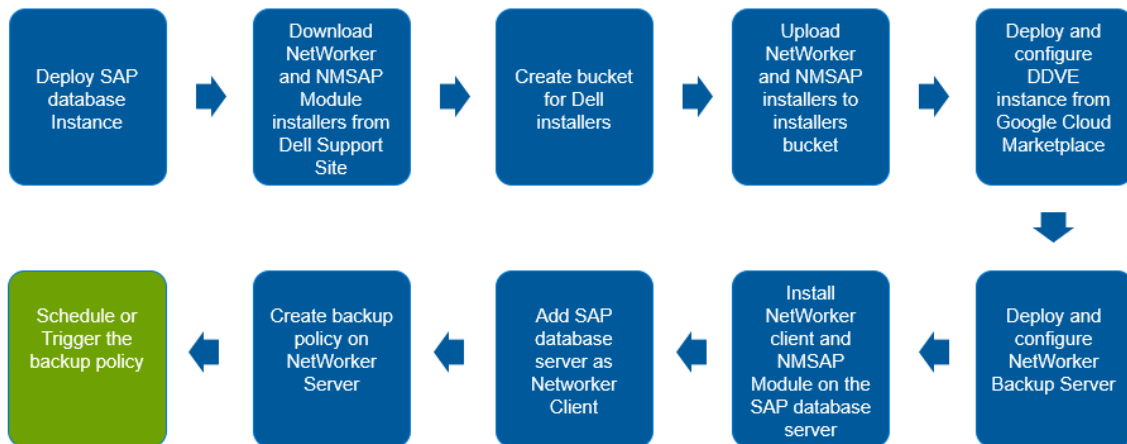 Deploy SAP
database
Instance
Download
NetWorker
and NMSAP
Module
installers from
Dell Support
Site
Create bucket
for Dell
installers
Upload
NetWorker
and NMSAP
installers to
installers
bucket
Deploy and
configure
DDVE
instance from
Google Cloud
Marketplace
Deploy and
configure
NetWorker
Backup Server
Install
NetWorker
client and
NMSAP
Module on the
SAP database
server
Add SAP
database
server as
Networker
Client
Create backup
policy on
NetWorker
Server
Schedule or
Trigger the
backup policy